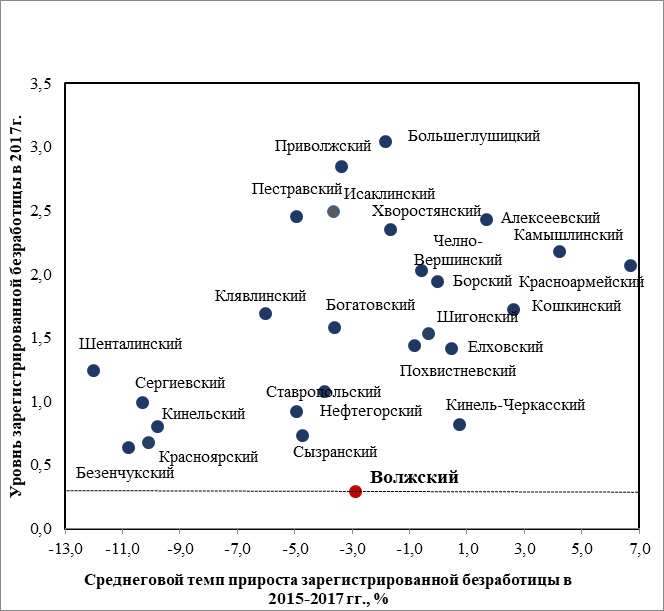 Уровнь зарегистрированной безработицы в 2017г.
3,5
3,0
2,5
2,0
1,5
1,0
0,5
0,0
Большеглушицкий
Приволжский
Пестравский
Исаклинский
Хворостянский
Алексеевский
Камышлинский
Челно-
Вершинский
Борский
Красноармейский
Клявлинский
Богатовский
Кошкинский
Шигонский
Шенталинский
Елховский
Похвистневский
Сергиевский
Ставропольский
Кинель-Черкасский
Кинельский
Нефтегорский
Красноярский
Сызранский
Безенчукский
Волжский
-13,0 -11,0 -9,0 -7,0 -5,0 -3,0 -1,0 1,0 3,0 5,0 7,0
Среднеговой темп прироста зарегистрированной безработицы в
2015-2017 гг., %